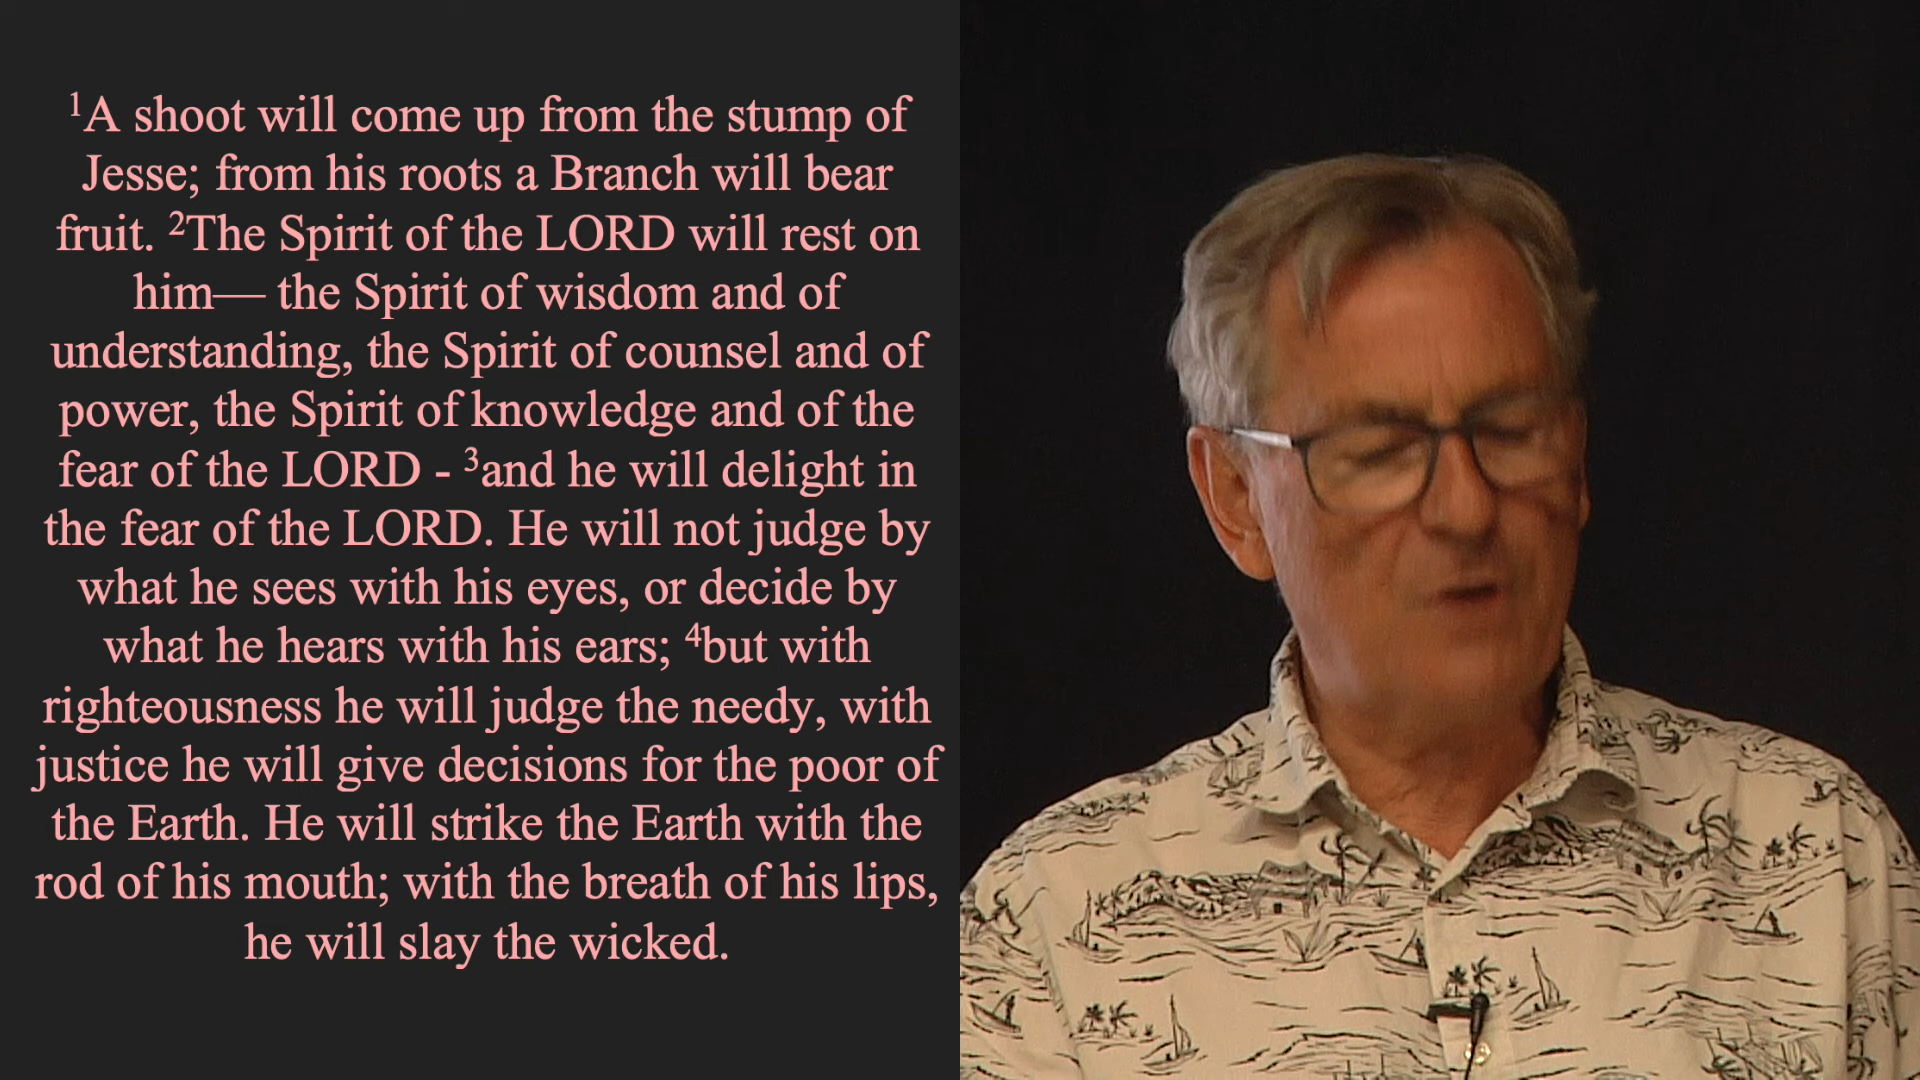 ¹A shoot will come up from the stump of
Jesse; from his roots a Branch will bear
fruit. ²The Spirit of the LORD will rest on
him— the Spirit of wisdom and of
understanding, the Spirit of counsel and of
power, the Spirit of knowledge and of the
fear of the LORD - ³and he will delight in
the fear of the LORD. He will not judge by
what he sees with his eyes, or decide by
what he hears with his ears; ⁴but with
righteousness he will judge the needy, with
justice he will give decisions for the poor of
the Earth. He will strike the Earth with the
rod of his mouth; with the breath of his lips,
he will slay the wicked.